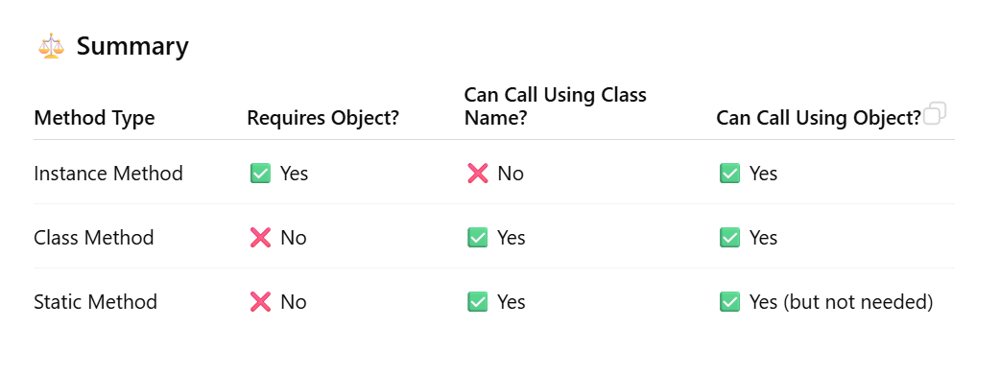 ⚖️ Summary
Method Type Requires Object? Can Call Using Class Name? Can Call Using Object?
Instance Method ✅ Yes ❌ No ✅ Yes
Class Method ❌ No ✅ Yes ✅ Yes
Static Method ❌ No ✅ Yes ✅ Yes (but not needed)